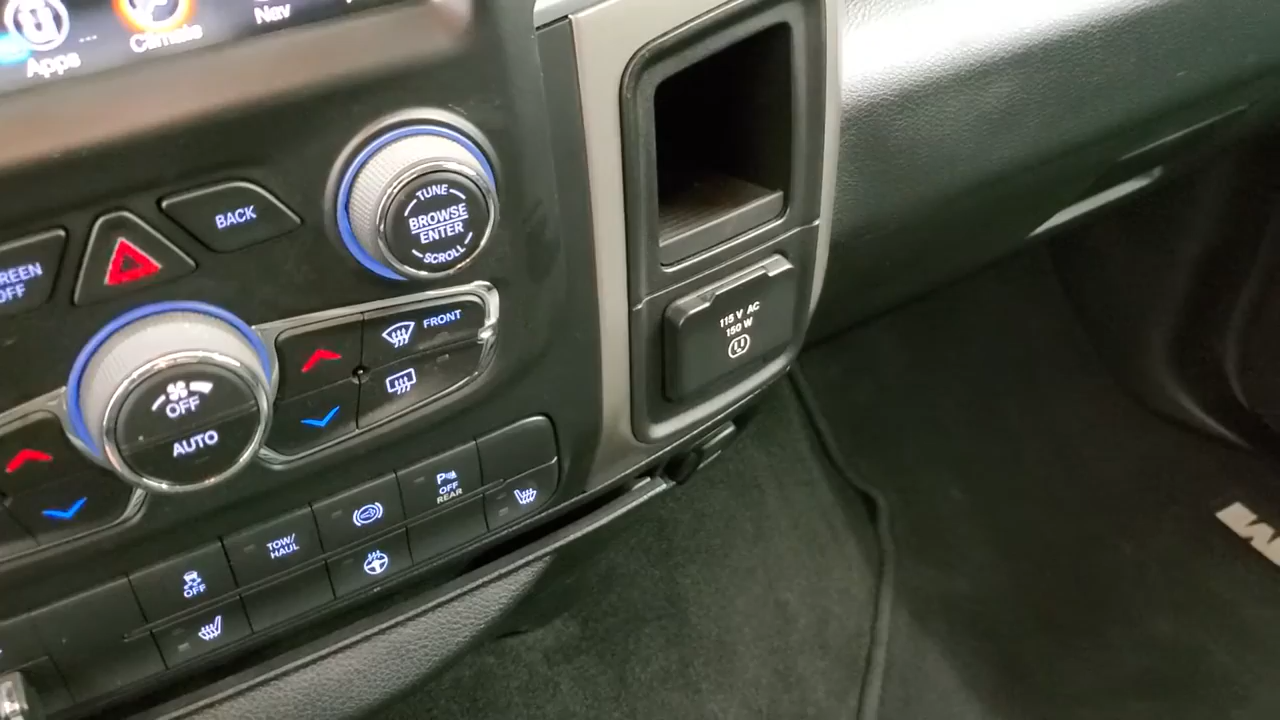 Apps
Climate
Nav
BACK
TUNE
BROWSE
ENTER
SCROLL
REEN
OFF
FRONT
115 V AC
150 W
OFF
AUTO
P
OFF
REAR
TOW/
HAUL
OFF
W